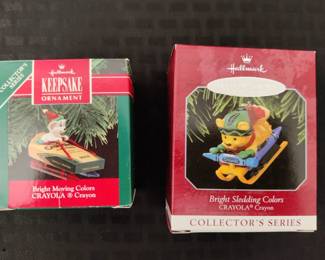 COLLECTOR'S
SERIES
Hallmark
KEEPSAKE
ORNAMENT
Bright Moving Colors
CRAYOLA ® Crayon
Hallmark
Bright Sledding Colors
CRAYOLA® Crayon
COLLECTOR'S SERIES